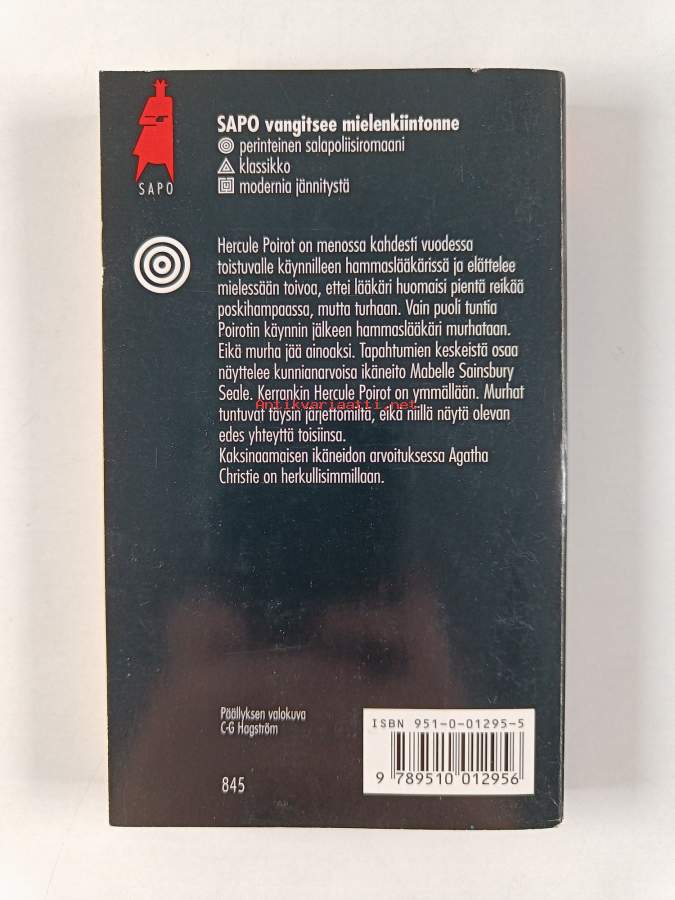 SAPO
SAPO vangitsee mielenkiintonne
perinteinen salapoliisiromaani
klassikko
modernia jännitystä
Hercule Poirot on menossa kahdesti vuodessa
toistuvalle käynnilleen hammaslääkärissä ja elättelee
mielessään toivoa, ettei lääkäri huomaisi pientä reikää
poskihampaassa, mutta turhaan. Vain puoli tuntia
Poirotin käynnin jälkeen hammaslääkäri murhataan.
Eikä murha jää ainoaksi. Tapahtumien keskeistä osaa
näyttelee kunnianarvoisa ikäneito Mabelle Sainsbury
Seale. Kerrankin Hercule Poirot on ymmällään. Murhat
Antikvariaatti.net
tuntuvat täysin järjettömiltä, eikä niillä näytä olevan
edes yhteyttä toisiinsa.
Kaksinaamaisen ikäneidon arvoituksessa Agatha
Christie on herkullisimmillaan.
Päällyksen valokuva
C-G Hagström
845
ISBN 951-0-01295-5
9 789510 012956